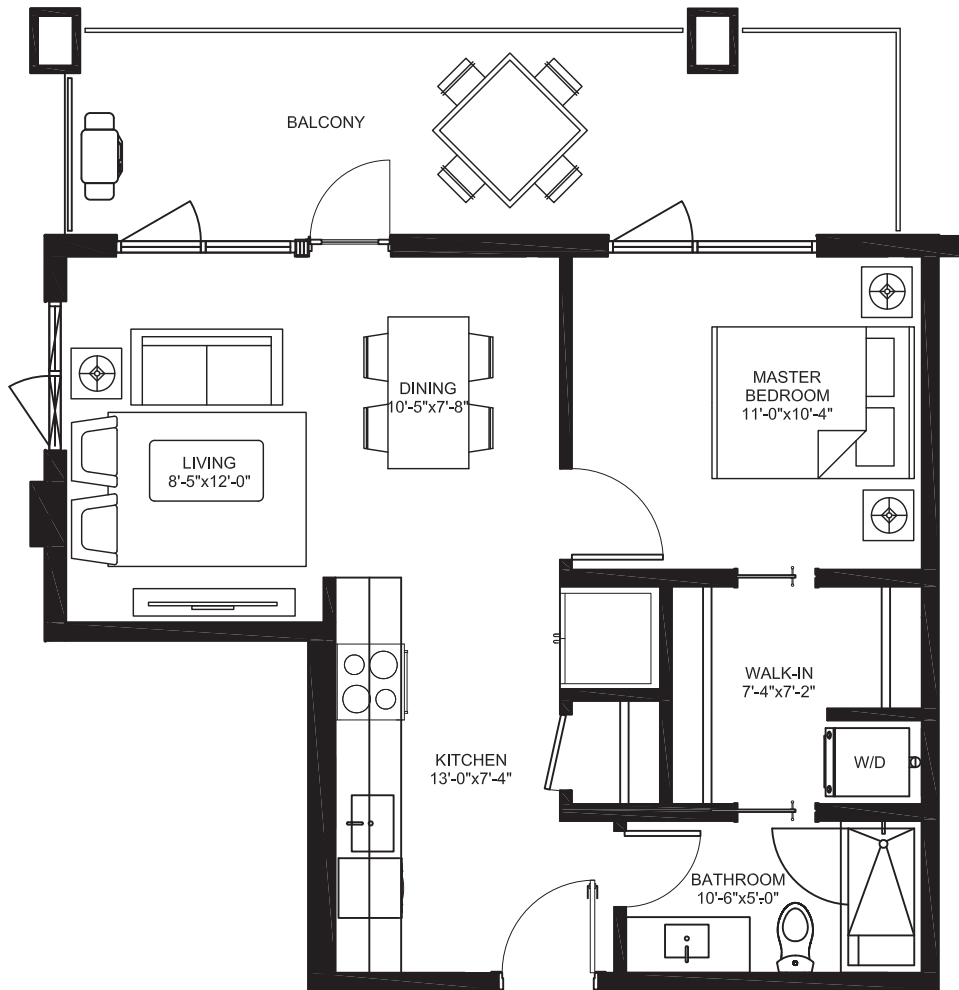 BALCONY
DINING
10'-5"x7'-8"
MASTER
BEDROOM
11'-0"x10'-4"
LIVING
8'-5"x12'-0"
WALK-IN
7'-4"x7'-2"
KITCHEN
13'-0"x7'-4"
W/D
BATHROOM
10'-6"x5'-0"